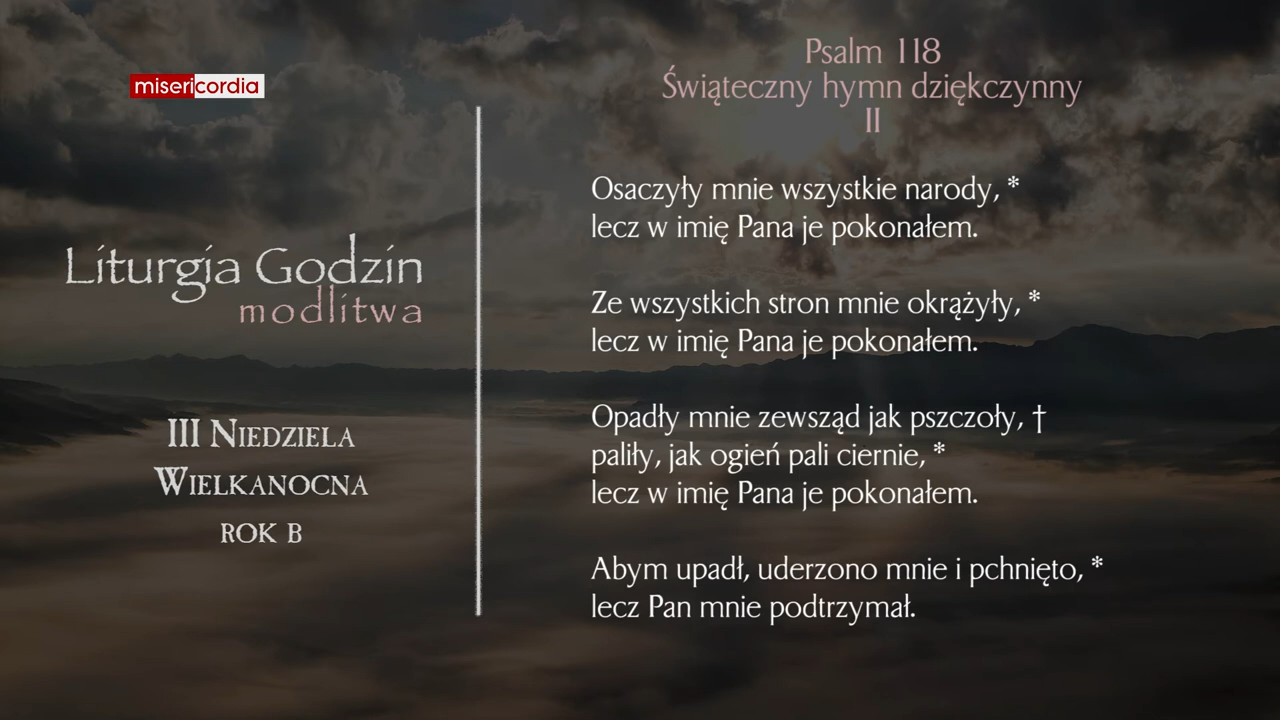 misericordia
Liturgia Godzin
modlitwa
III Niedziela
Wielkanocna
rok B
Psalm 118
Świąteczny hymn dziękczynny
II
Osaczyły mnie wszystkie narody, *
lecz w imię Pana je pokonałem.
Ze wszystkich stron mnie okrążyły, *
lecz w imię Pana je pokonałem.
Opadły mnie zewsząd jak pszczoły, †
paliły, jak ogień pali ciernie, *
lecz w imię Pana je pokonałem.
Abym upadł, uderzono mnie i pchnięto, *
lecz Pan mnie podtrzymał.